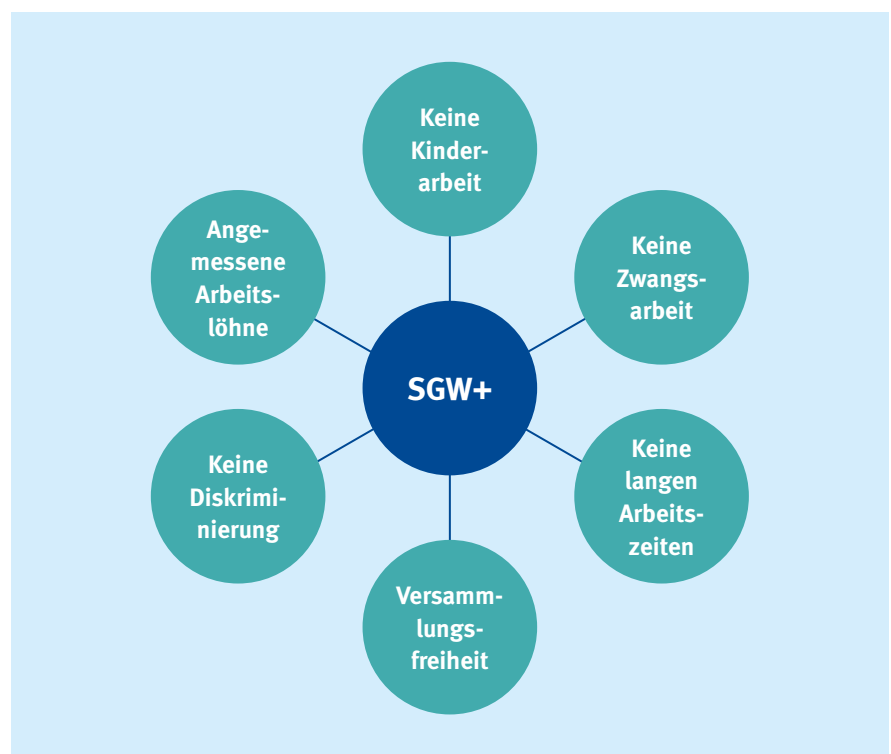 Keine
Kinder-
arbeit
Ange-
messene
Arbeits-
löhne
Keine
Zwangs-
arbeit
SGW+
Keine
Diskrimi-
nierung
Keine
langen
Arbeits-
zeiten
Versamm-
lungs-
freiheit